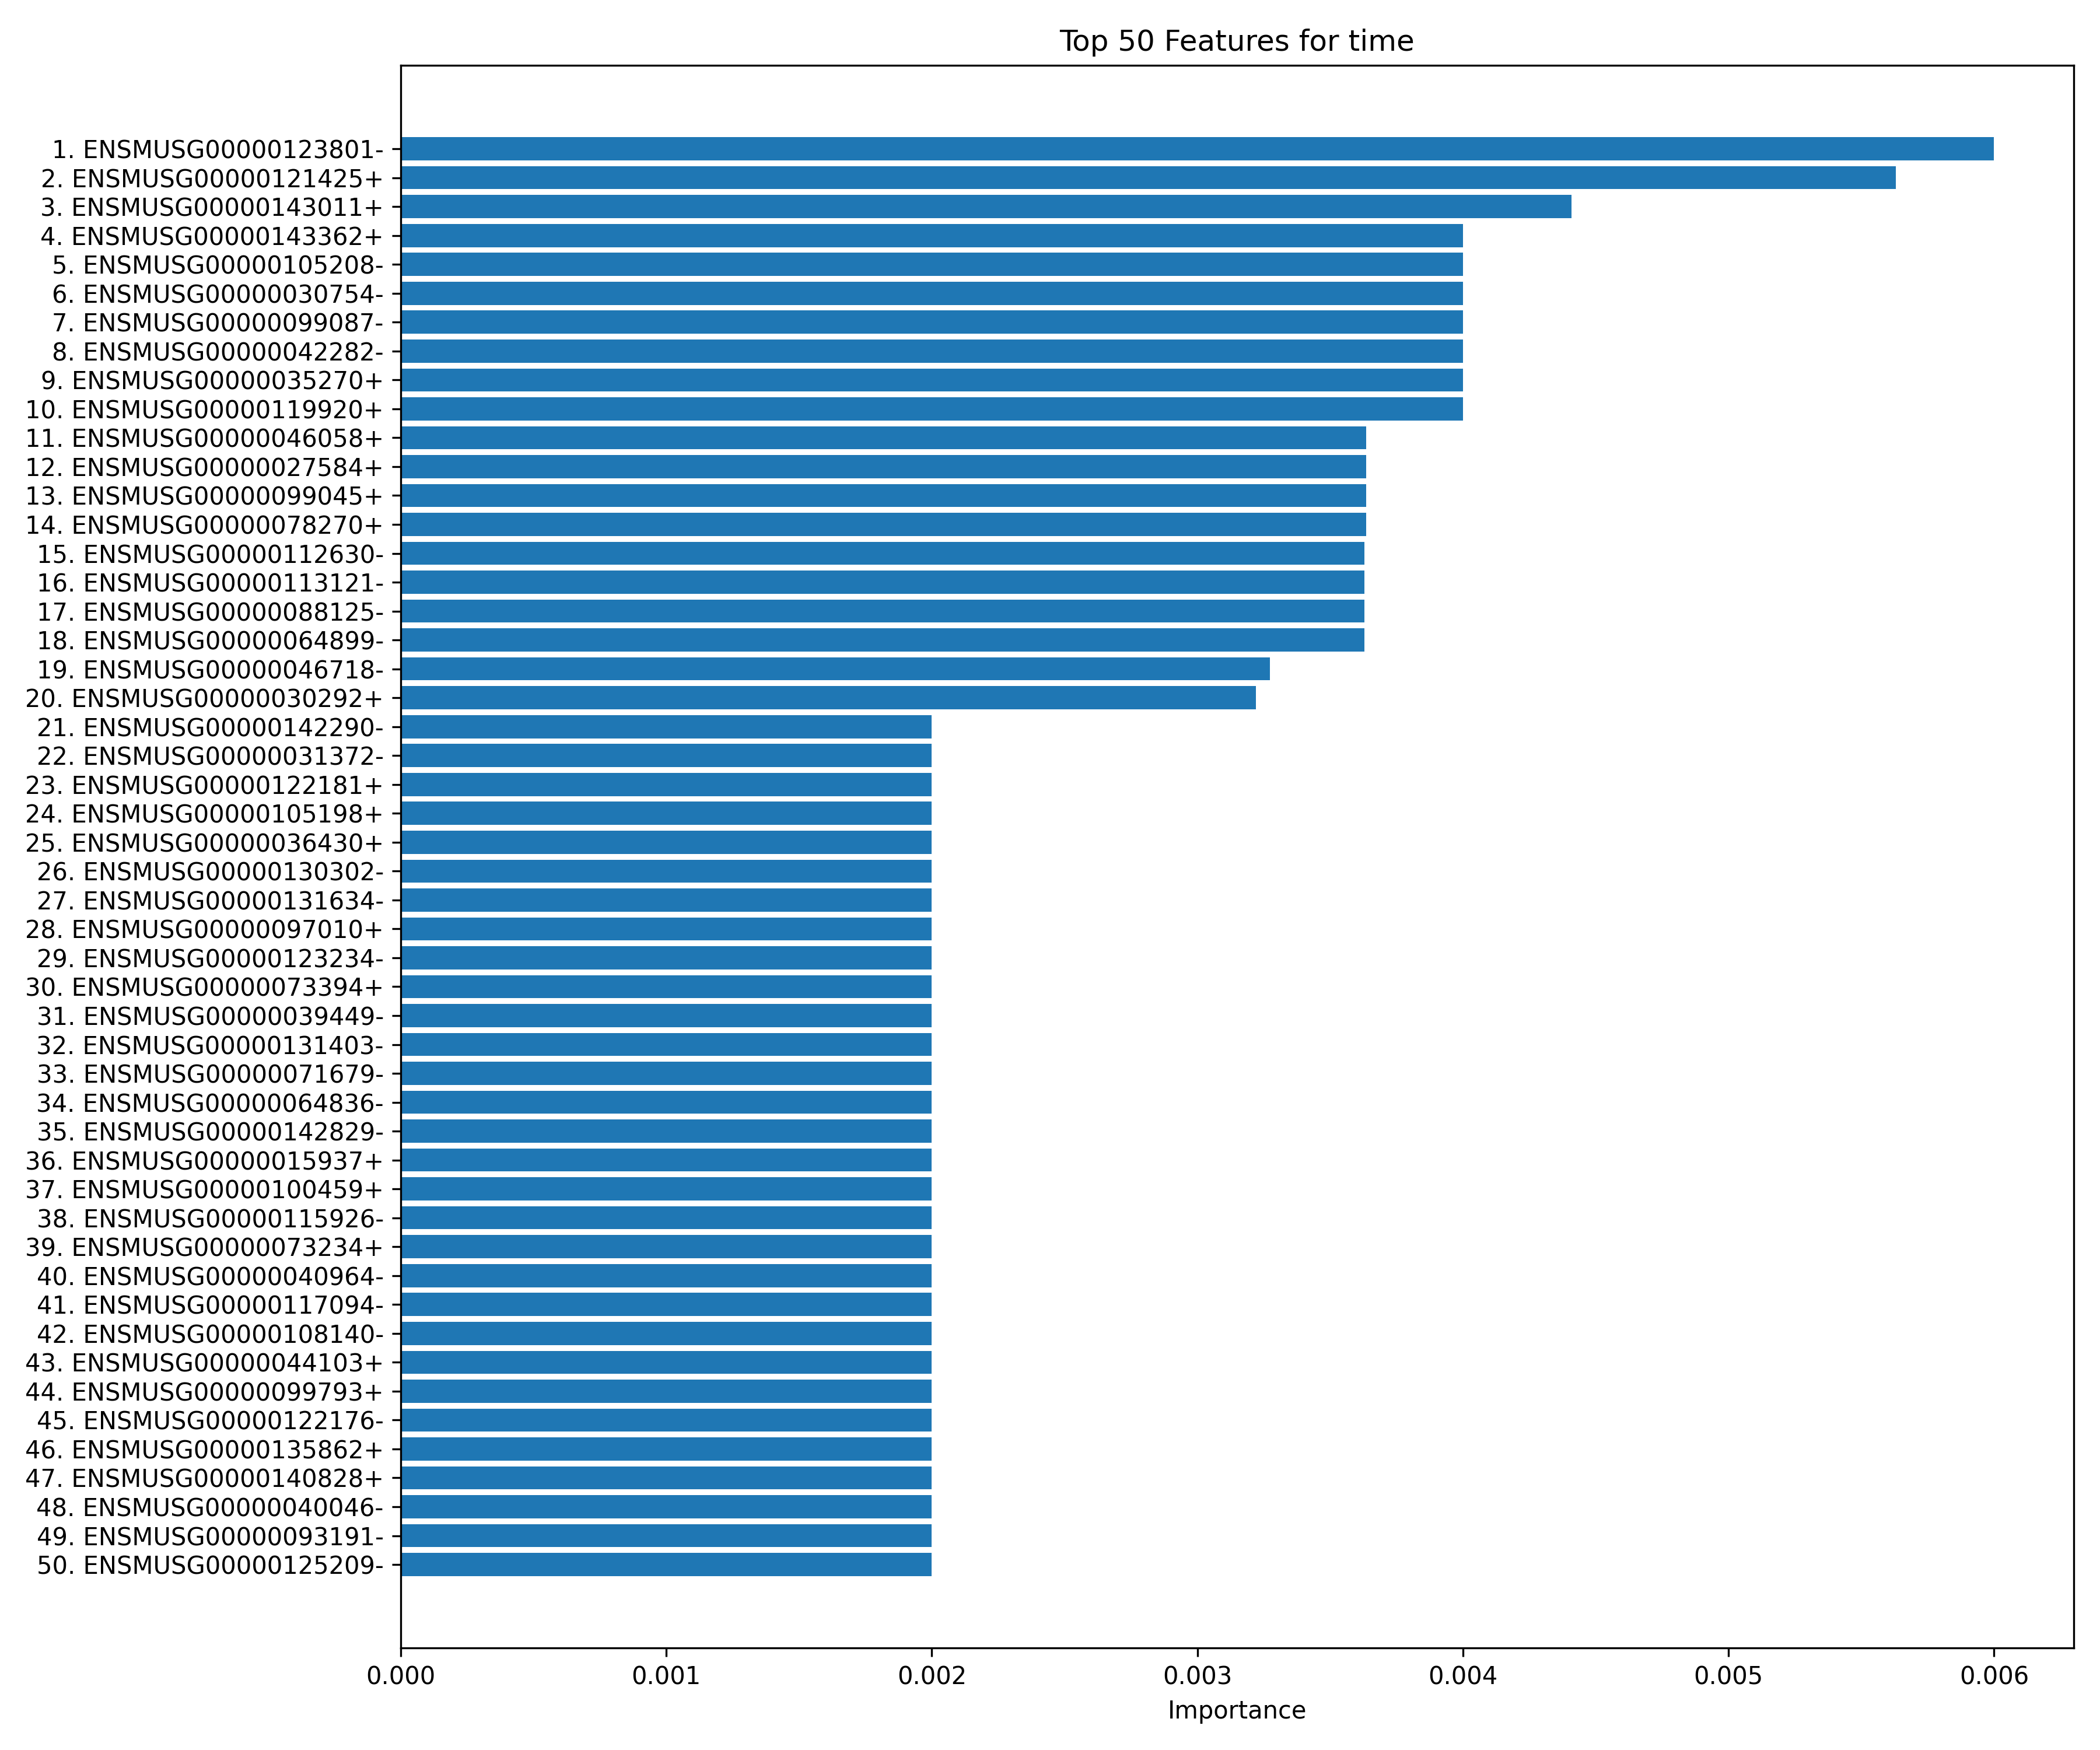 Top 50 Features for time
1. ENSMUSG00000123801-
2. ENSMUSG00000121425+
3. ENSMUSG00000143011+
4. ENSMUSG00000143362+
5. ENSMUSG00000105208-
6. ENSMUSG00000030754-
7. ENSMUSG00000099087-
8. ENSMUSG00000042282-
9. ENSMUSG00000035270+
10. ENSMUSG00000119920+
11. ENSMUSG00000046058+
12. ENSMUSG00000027584+
13. ENSMUSG00000099045+
14. ENSMUSG00000078270+
15. ENSMUSG00000112630-
16. ENSMUSG00000113121-
17. ENSMUSG00000088125-
18. ENSMUSG00000064899-
19. ENSMUSG00000046718-
20. ENSMUSG00000030292+
21. ENSMUSG00000142290-
22. ENSMUSG00000031372-
23. ENSMUSG00000122181+
24. ENSMUSG00000105198+
25. ENSMUSG00000036430+
26. ENSMUSG00000130302-
27. ENSMUSG00000131634-
28. ENSMUSG00000097010+
29. ENSMUSG00000123234-
30. ENSMUSG00000073394+
31. ENSMUSG00000039449-
32. ENSMUSG00000131403-
33. ENSMUSG00000071679-
34. ENSMUSG00000064836-
35. ENSMUSG00000142829-
36. ENSMUSG00000015937+
37. ENSMUSG00000100459+
38. ENSMUSG00000115926-
39. ENSMUSG00000073234+
40. ENSMUSG00000040964-
41. ENSMUSG00000117094-
42. ENSMUSG00000108140-
43. ENSMUSG00000044103+
44. ENSMUSG00000099793+
45. ENSMUSG00000122176-
46. ENSMUSG00000135862+
47. ENSMUSG00000140828+
48. ENSMUSG00000040046-
49. ENSMUSG00000093191-
50. ENSMUSG00000125209-
0.000 0.001 0.002 0.003 0.004 0.005 0.006
Importance